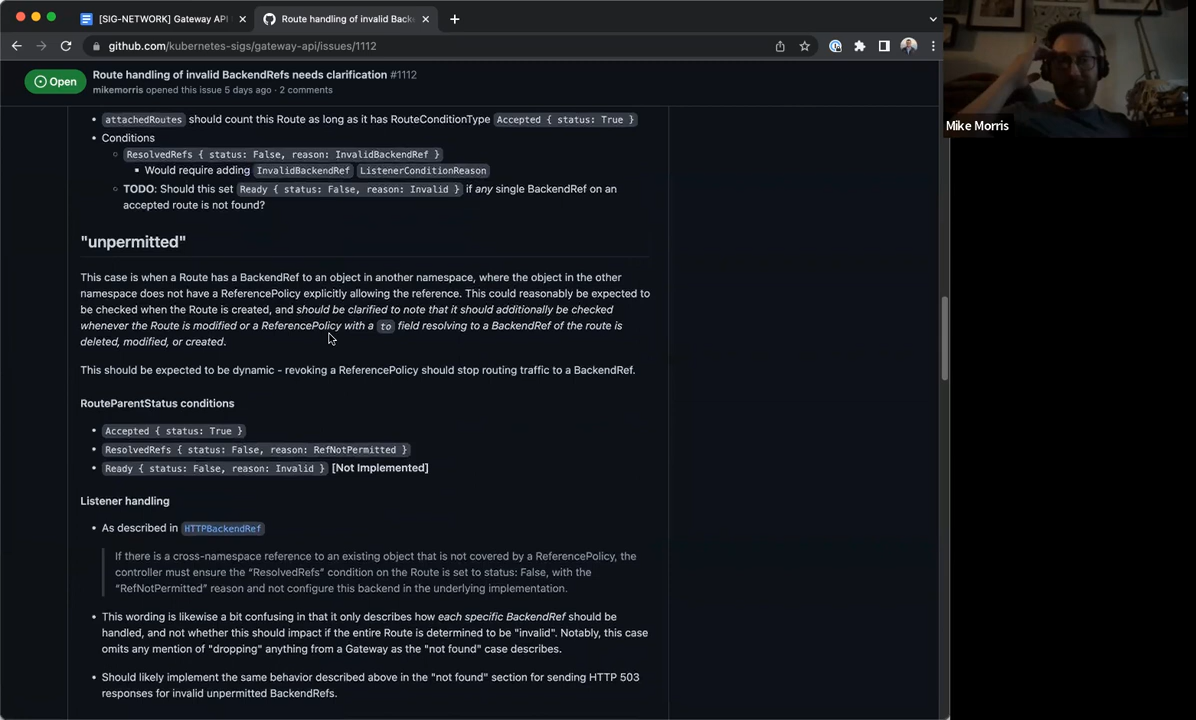 [SIG-NETWORK] Gateway API
Route handling of invalid Backen
github.com/kubernetes-sigs/gateway-api/issues/1112
Open
Route handling of invalid BackendRefs needs clarification #1112
mikemorris opened this issue 5 days ago · 2 comments
Mike Morris
• attachedRoutes should count this Route as long as it has RouteConditionType Accepted { status: True }
• Conditions
○ ResolvedRefs { status: False, reason: InvalidBackendRef }
▪ Would require adding InvalidBackendRef ListenerConditionReason
○ TODO: Should this set Ready { status: False, reason: Invalid } if any single BackendRef on an
accepted route is not found?
"unpermitted"
This case is when a Route has a BackendRef to an object in another namespace, where the object in the other
namespace does not have a ReferencePolicy explicitly allowing the reference. This could reasonably be expected to
be checked when the Route is created, and should be clarified to note that it should additionally be checked
whenever the Route is modified or a ReferencePolicy with a to field resolving to a BackendRef of the route is
deleted, modified, or created.
This should be expected to be dynamic - revoking a ReferencePolicy should stop routing traffic to a BackendRef.
RouteParentStatus conditions
• Accepted { status: True }
• ResolvedRefs { status: False, reason: RefNotPermitted }
• Ready { status: False, reason: Invalid } [Not Implemented]
Listener handling
• As described in HTTPBackendRef
If there is a cross-namespace reference to an existing object that is not covered by a ReferencePolicy, the
controller must ensure the “ResolvedRefs” condition on the Route is set to status: False, with the
“RefNotPermitted” reason and not configure this backend in the underlying implementation.
• This wording is likewise a bit confusing in that it only describes how each specific BackendRef should be
handled, and not whether this should impact if the entire Route is determined to be "invalid". Notably, this case
omits any mention of "dropping" anything from a Gateway as the "not found" case describes.
• Should likely implement the same behavior described above in the "not found" section for sending HTTP 503
responses for invalid unpermitted BackendRefs.